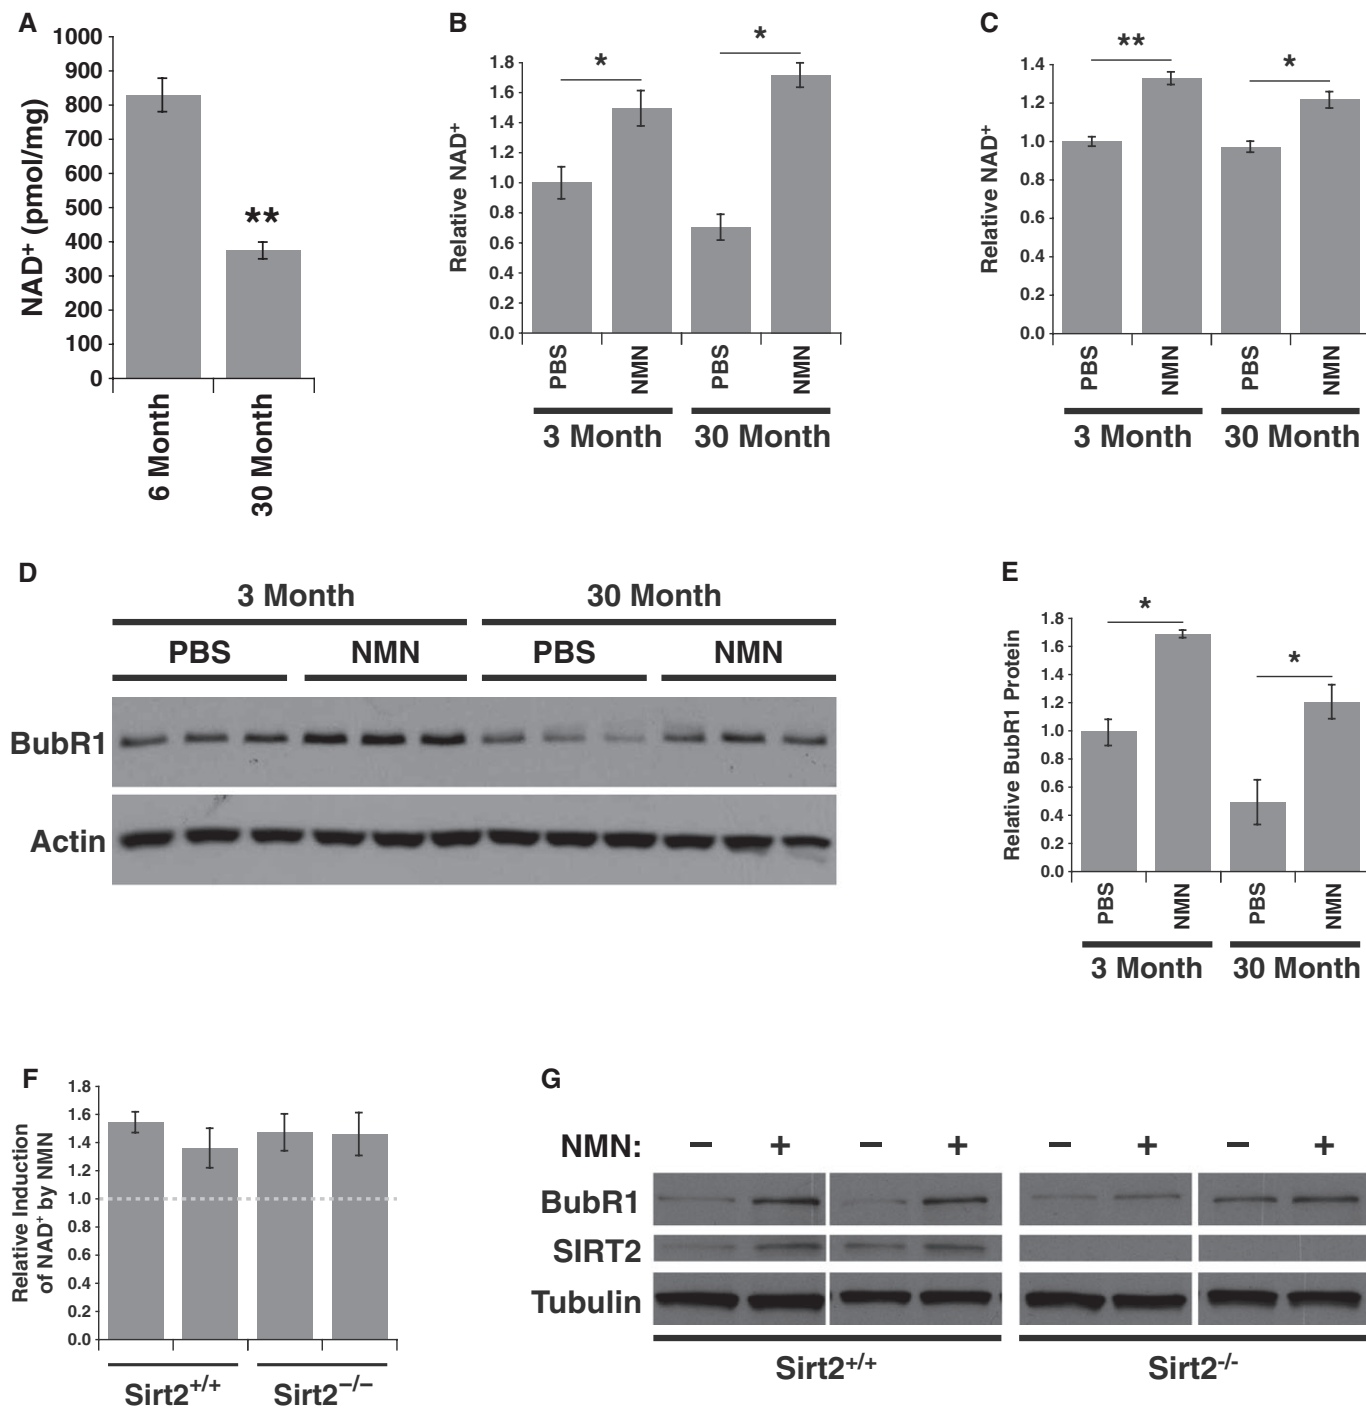 A
NAD⁺ (pmol/mg)
1000
900
800
700
600
500
400
300
200
100
0
**
6 Month
30 Month
B
Relative NAD⁺
1.8
1.6
1.4
1.2
1.0
0.8
0.6
0.4
0.2
0.0
*
*
PBS
NMN
PBS
NMN
3 Month
30 Month
C
Relative NAD⁺
1.4
1.2
1.0
0.8
0.6
0.4
0.2
0.0
**
*
PBS
NMN
PBS
NMN
3 Month
30 Month
D
3 Month
30 Month
PBS
NMN
PBS
NMN
BubR1
Actin
E
Relative BubR1 Protein
1.8
1.6
1.4
1.2
1.0
0.8
0.6
0.4
0.2
0.0
*
*
PBS
NMN
PBS
NMN
3 Month
30 Month
F
Relative Induction
of NAD⁺ by NMN
1.8
1.6
1.4
1.2
1.0
0.8
0.6
0.4
0.2
0.0
Sirt2⁺/⁺
Sirt2⁻/⁻
G
NMN: − + − + − + − +
BubR1
SIRT2
Tubulin
Sirt2⁺/⁺
Sirt2⁻/⁻